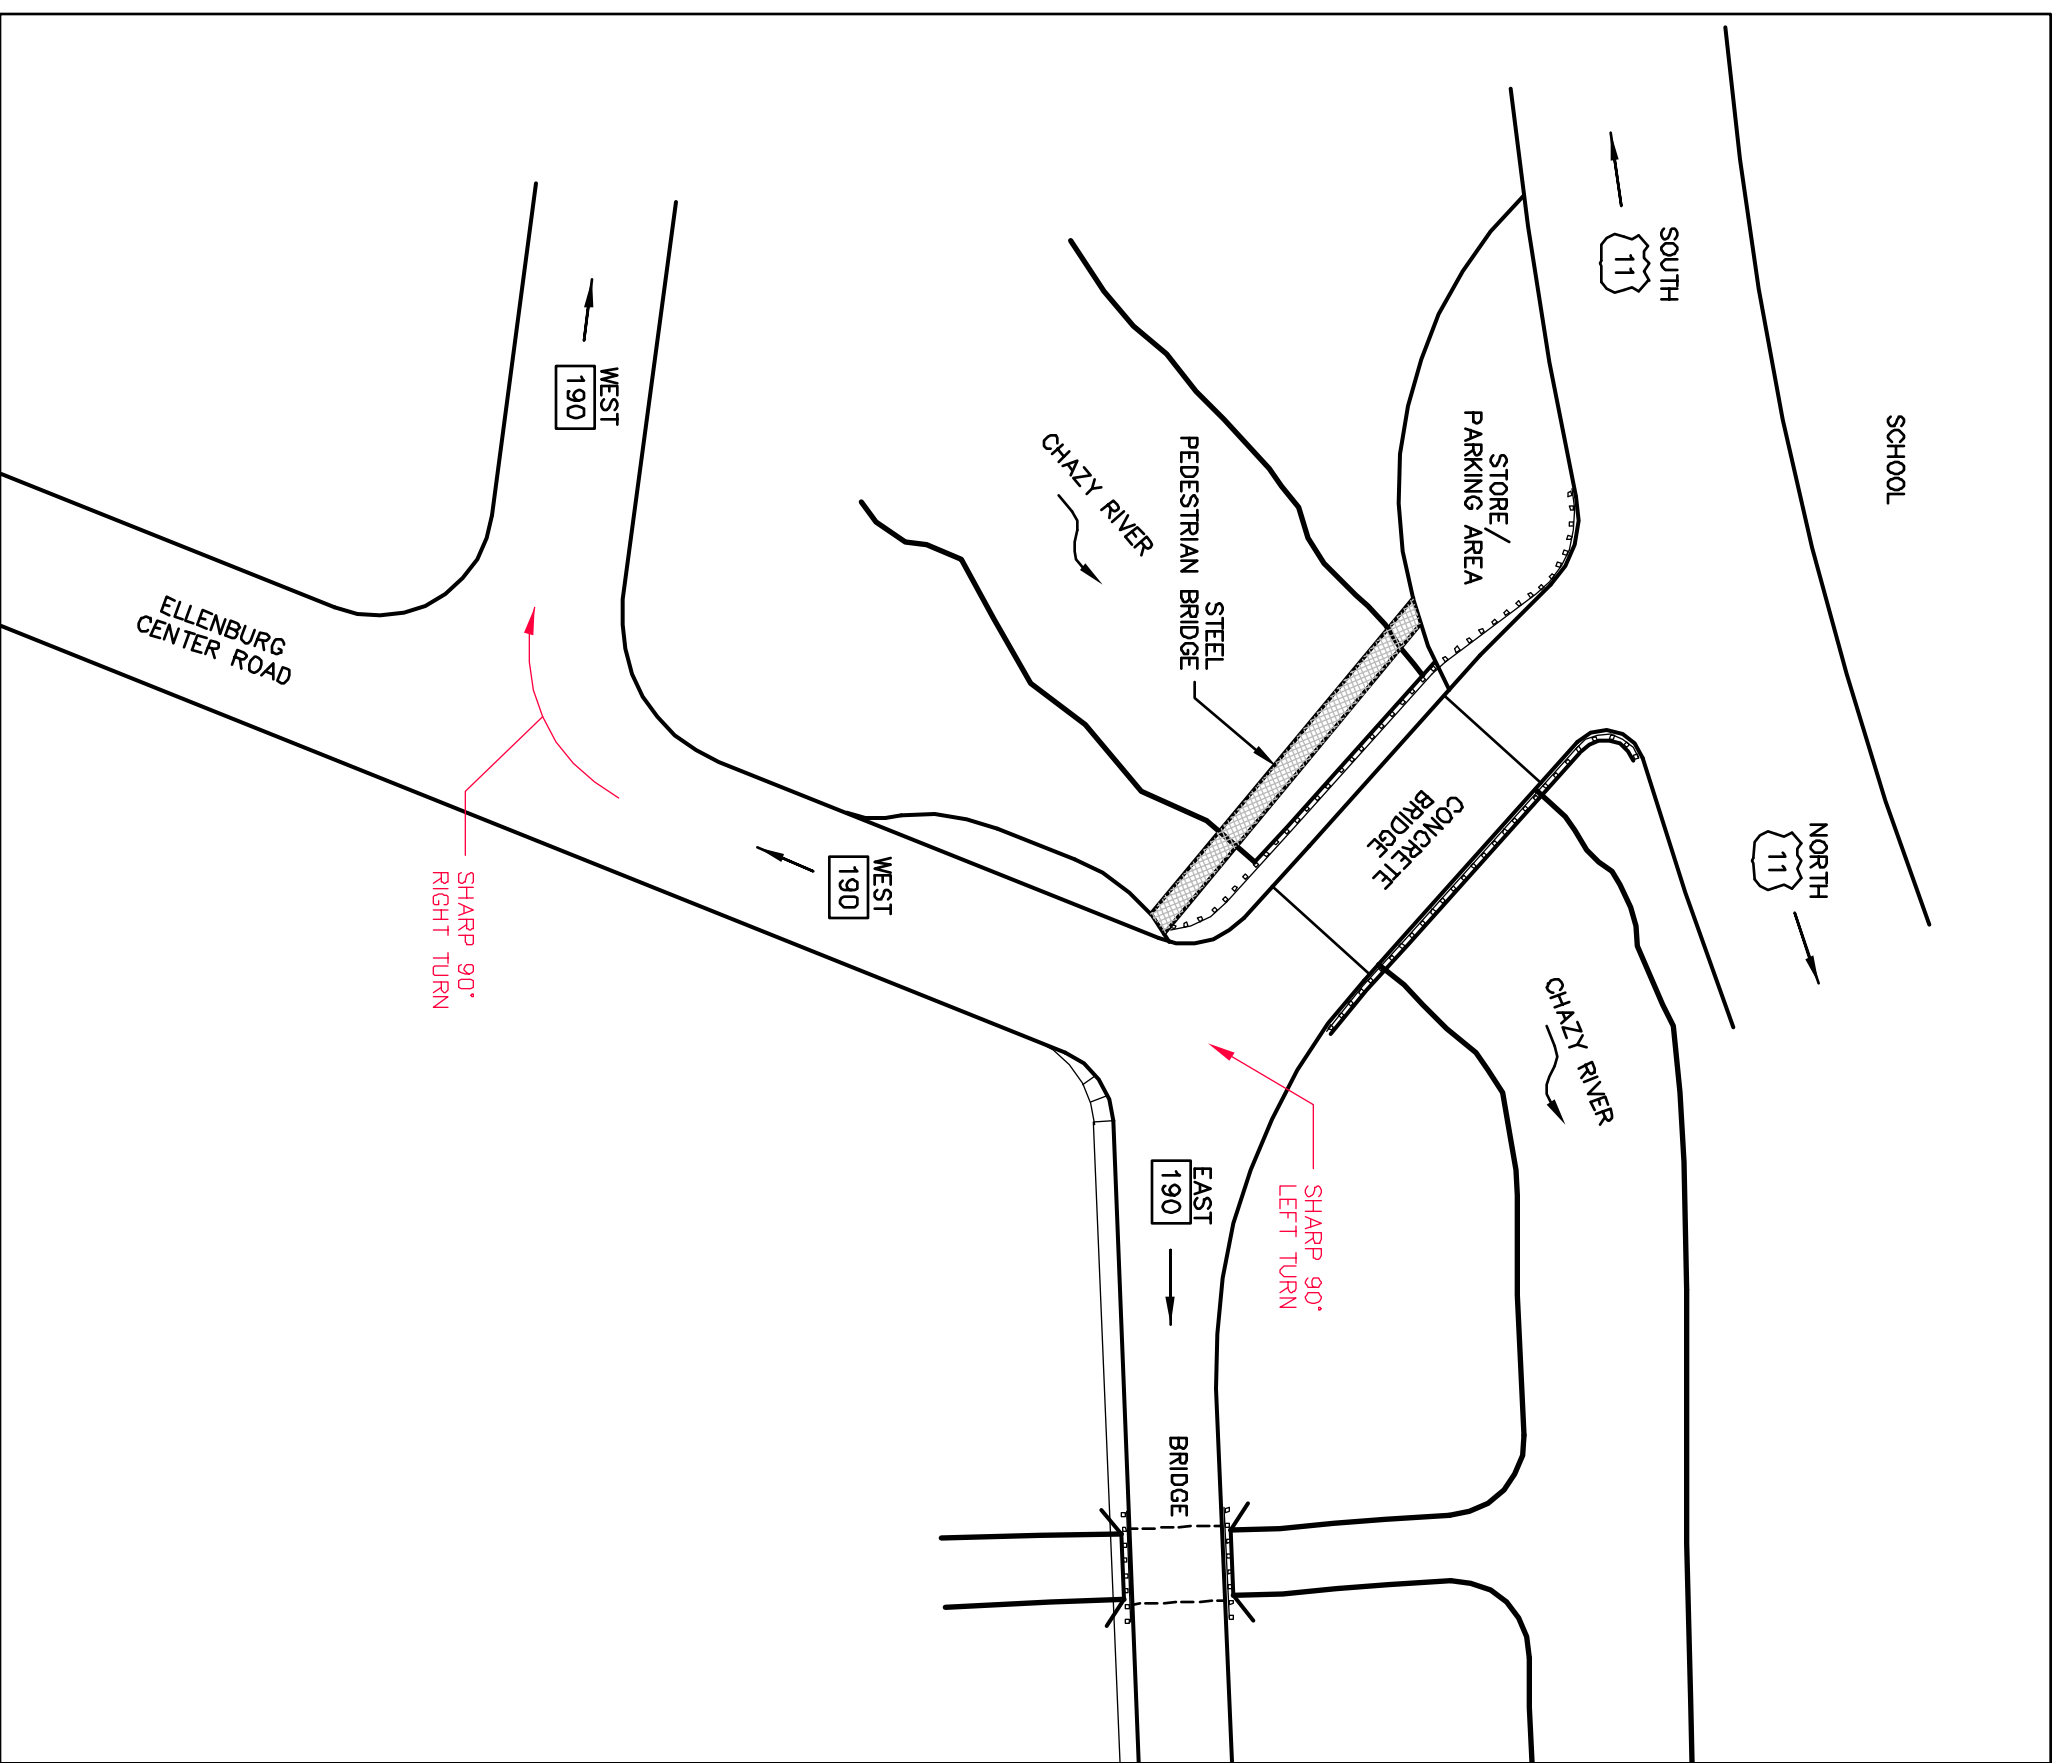 SCHOOL
NORTH
11
SOUTH
11
CHAZY RIVER
STORE/
PARKING AREA
CONCRETE
BRIDGE
SHARP 90°
LEFT TURN
STEEL
PEDESTRIAN BRIDGE
EAST
190
BRIDGE
CHAZY RIVER
WEST
190
WEST
190
SHARP 90°
RIGHT TURN
ELLENBURG
CENTER ROAD